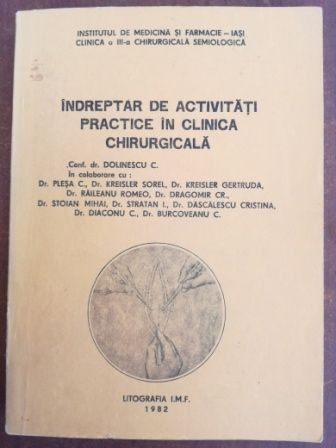 INSTITUTUL DE MEDICINĂ ȘI FARMACIE – IAȘI
CLINICA a III-a CHIRURGICALĂ SEMIOLOGICĂ
ÎNDREPTAR DE ACTIVITĂȚI
PRACTICE ÎN CLINICA
CHIRURGICALĂ
Conf. dr. DOLINESCU C.
În colaborare cu :
Dr. PLEȘA C., Dr. KREISLER SOREL, Dr. KREISLER GERTRUDA,
Dr. RĂILEANU ROMEO, Dr. DRAGOMIR CR.,
Dr. STOIAN MIHAI, Dr. STRATAN I., Dr. DĂSCĂLESCU CRISTINA,
Dr. DIACONU C., Dr. BURCOVEANU C.
LITOGRAFIA I.M.F.
1982